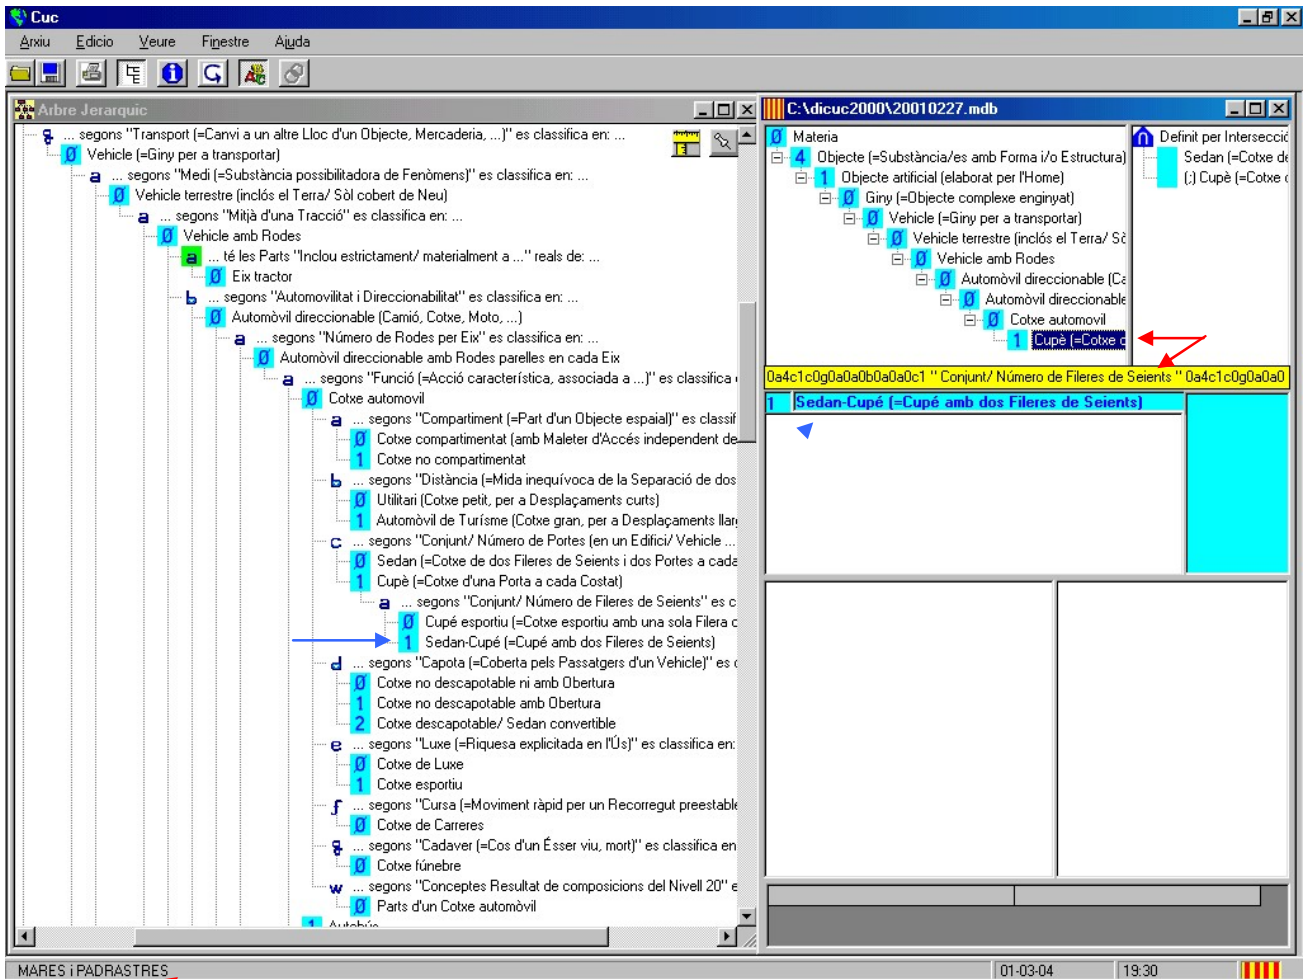 Cuc
Arxiu Edicio Veure Finestre Ajuda
Arbre Jerarquic
... segons "Transport (=Canvi a un altre Lloc d'un Objecte, Mercaderia, ...)" es classifica en: ...
0 Vehicle (=Giny per a transportar)
a ... segons "Medi (=Substància possibilitadora de Fenòmens)" es classifica en: ...
0 Vehicle terrestre (inclós el Terra/ Sòl cobert de Neu)
a ... segons "Mitjà d'una Tracció" es classifica en: ...
0 Vehicle amb Rodes
a ... té les Parts "Inclou estrictament/ materialment a ..." reals de: ...
0 Eix tractor
b ... segons "Automovilitat i Direccionabilitat" es classifica en: ...
0 Automòvil direccionable (Camió, Cotxe, Moto, ...)
a ... segons "Número de Rodes per Eix" es classifica en: ...
0 Automòvil direccionable amb Rodes parelles en cada Eix
a ... segons "Funció (=Acció característica, associada a ...)" es classifica
0 Cotxe automovil
a ... segons "Compartiment (=Part d'un Objecte espaial)" es classif
0 Cotxe compartimentat (amb Maleter d'Accés independent de
1 Cotxe no compartimentat
b ... segons "Distància (=Mida inequívoca de la Separació de dos
0 Utilitari (Cotxe petit, per a Desplaçaments curts)
1 Automòvil de Turísme (Cotxe gran, per a Desplaçaments llar
c ... segons "Conjunt/ Número de Portes (en un Edifici/ Vehicle ...
0 Sedan (=Cotxe de dos Fileres de Seients i dos Portes a cada
1 Cupè (=Cotxe d'una Porta a cada Costat)
a ... segons "Conjunt/ Número de Fileres de Seients" es c
0 Cupé esportiu (=Cotxe esportiu amb una sola Filera
1 Sedan-Cupé (=Cupé amb dos Fileres de Seients)
d ... segons "Capota (=Coberta pels Passatgers d'un Vehicle)" es
0 Cotxe no descapotable ni amb Obertura
1 Cotxe no descapotable amb Obertura
2 Cotxe descapotable/ Sedan convertible
e ... segons "Luxe (=Riquesa explicitada en l'Ús)" es classifica en:
0 Cotxe de Luxe
1 Cotxe esportiu
f ... segons "Cursa (=Moviment ràpid per un Recorregut preestable
0 Cotxe de Carreres
g ... segons "Cadaver (=Cos d'un Ésser viu, mort)" es classifica en
0 Cotxe fúnebre
w ... segons "Conceptes Resultat de composicions del Nivell 20" e
0 Parts d'un Cotxe automòvil
1 Autobús
C:\dicuc2000\20010227.mdb
0 Materia
4 Objecte (=Substància/es amb Forma i/o Estructura)
1 Objecte artificial (elaborat per l'Home)
0 Giny (=Objecte complexe enginyat)
0 Vehicle (=Giny per a transportar)
0 Vehicle terrestre (inclós el Terra/ Sò
0 Vehicle amb Rodes
0 Automòvil direccionable (Ca
0 Automòvil direccionable
0 Cotxe automovil
1 Cupè (=Cotxe d
Definit per Intersecció
Sedan (=Cotxe de
(;) Cupè (=Cotxe
0a4c1c0g0a0a0b0a0a0c1 " Conjunt/ Número de Fileres de Seients " 0a4c1c0g0a0a0
1 Sedan-Cupé (=Cupé amb dos Fileres de Seients)
MARES i PADRASTRES
01-03-04
19:30